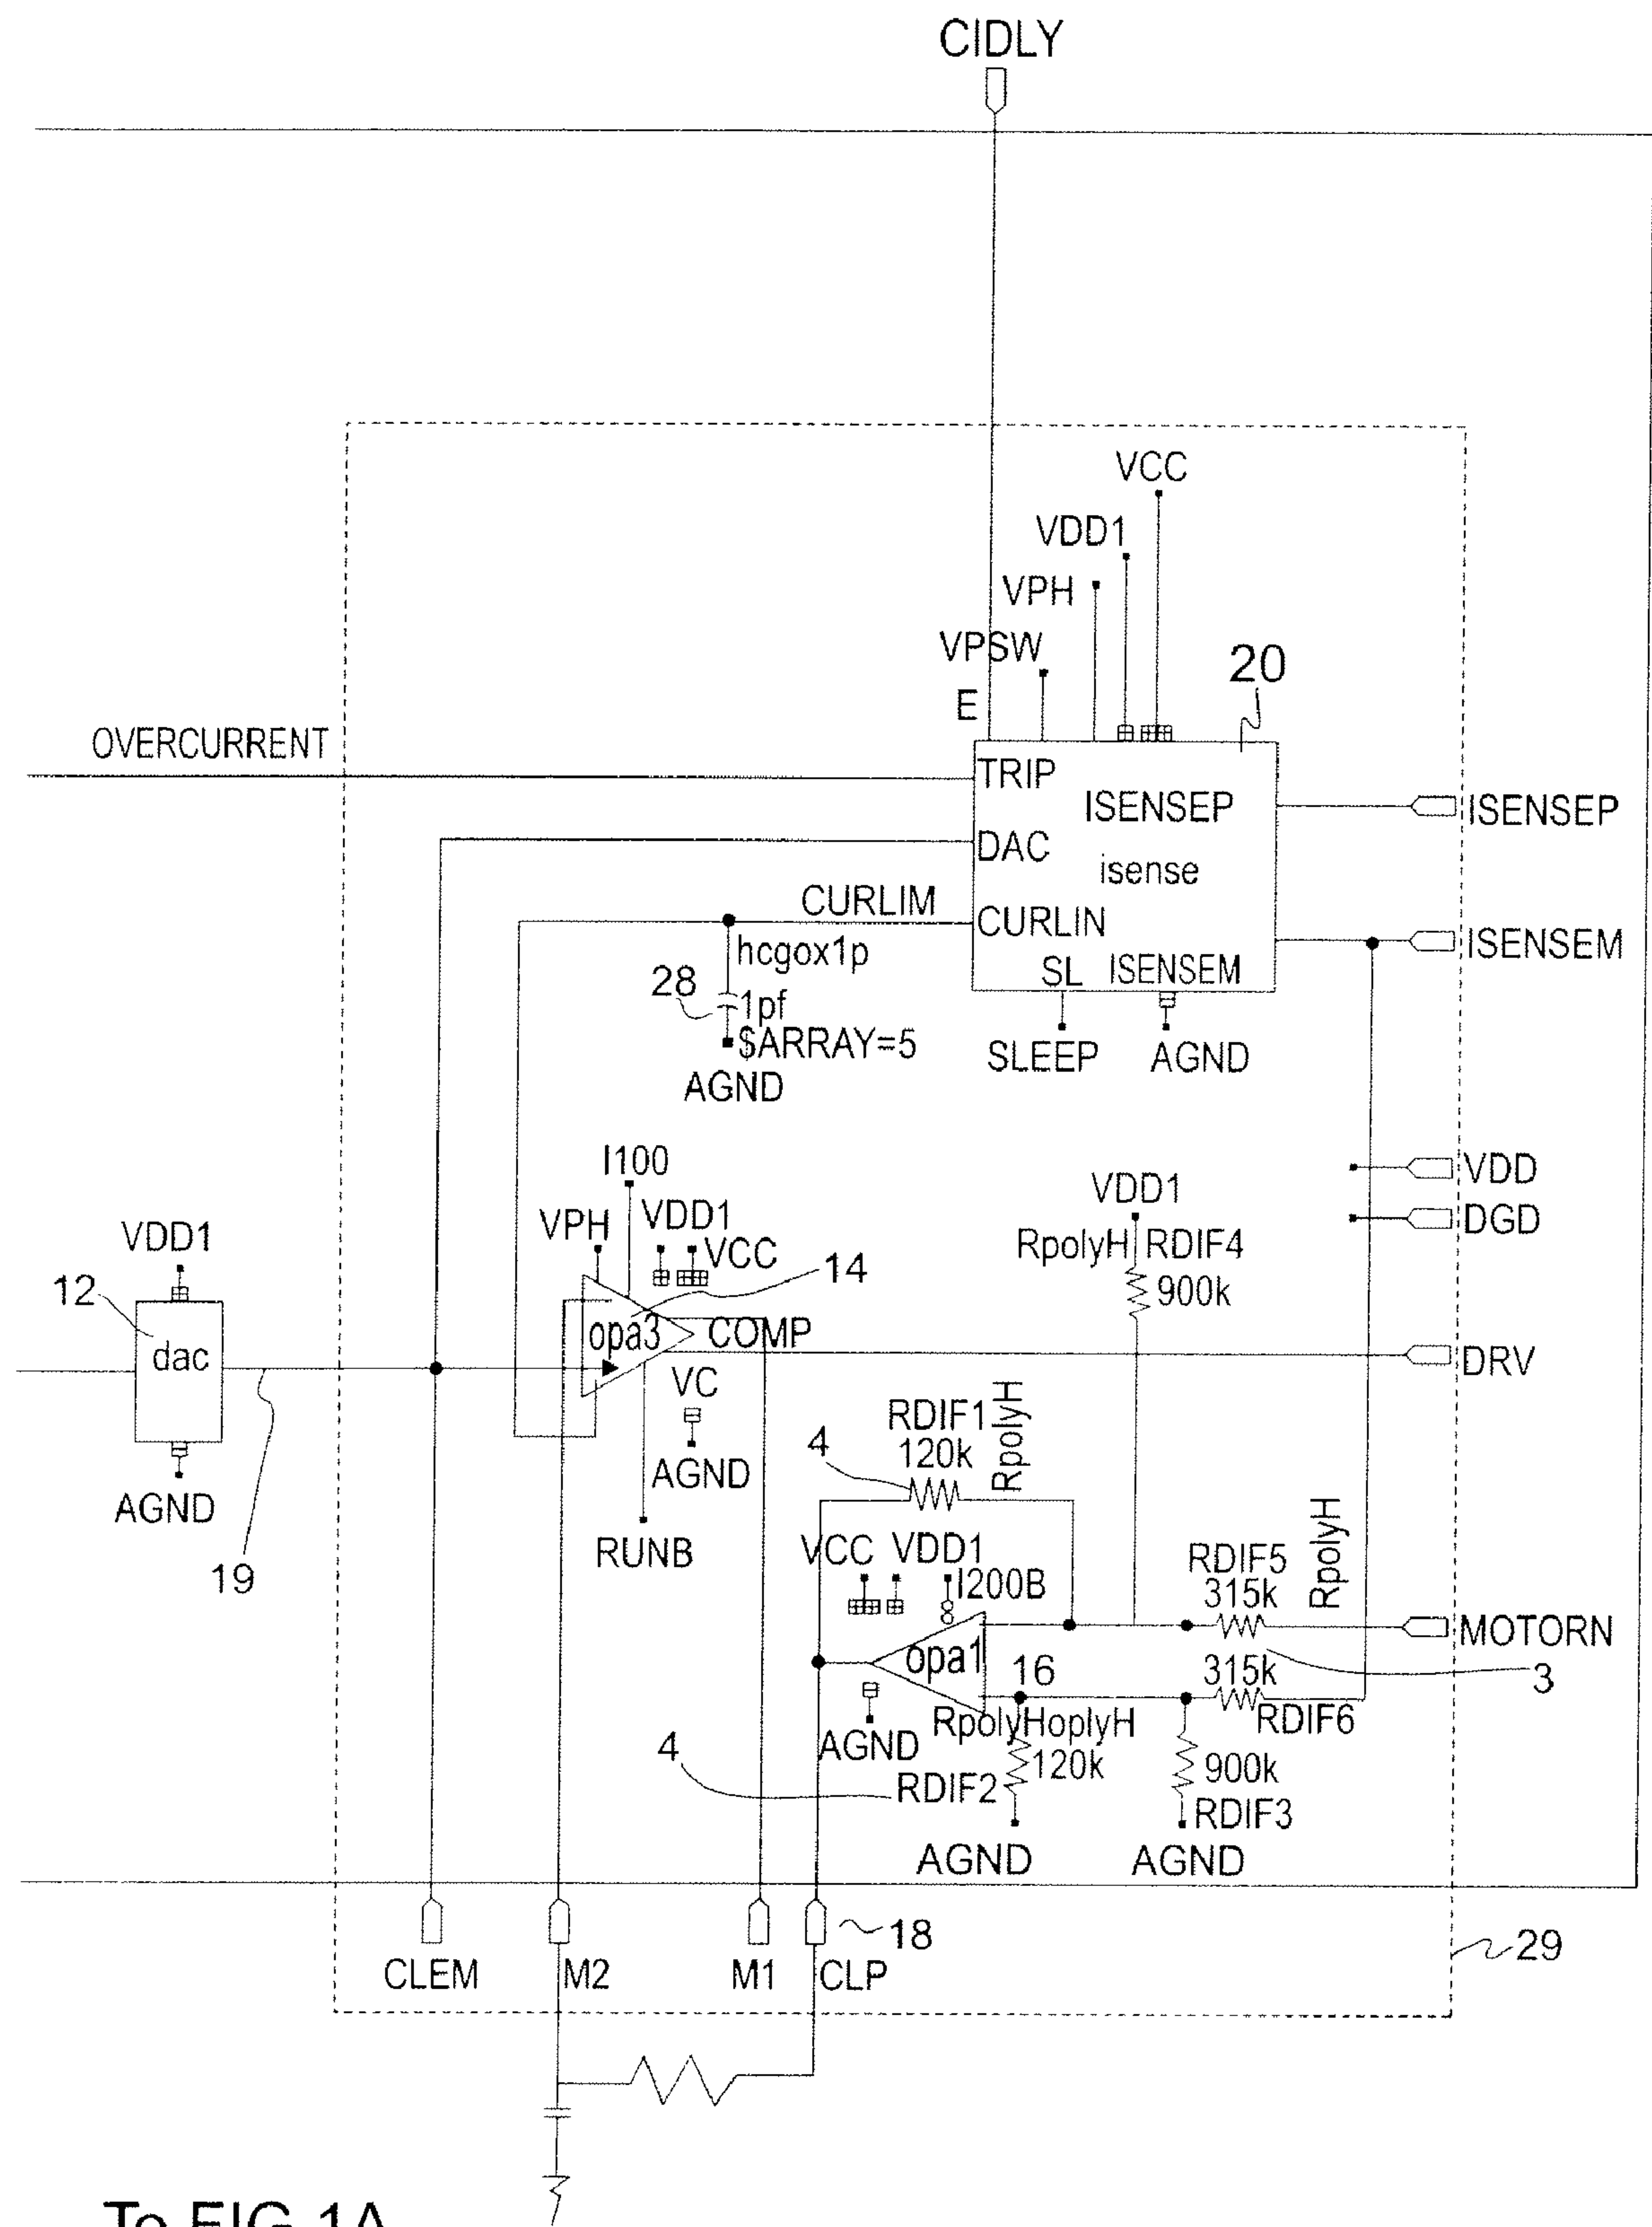 CIDLY
VCC
VDD1
VPH
VPSW
20
E
OVERCURRENT
TRIP
ISENSEP
ISENSEP
DAC
isense
CURLIM
CURLIN
ISENSEM
hcgox1p
SL
ISENSEM
28
1pf
$ARRAY=5
SLEEP
AGND
AGND
I100
VDD
VDD1
VPH
VDD1
DGD
VDD1
VCC
RpolyH
RDIF4
14
900k
12
dac
opa3
COMP
DRV
VC
RDIF1
RpolyH
4
120k
AGND
AGND
RpolyH
RUNB
VCC
VDD1
RDIF5
19
I200B
315k
MOTORN
opa1
16
315k
3
RpolyHoplyH
RDIF6
AGND
4
120k
900k
RDIF2
RDIF3
AGND
AGND
18
29
CLEM
M2
M1
CLP
To FIG.1A